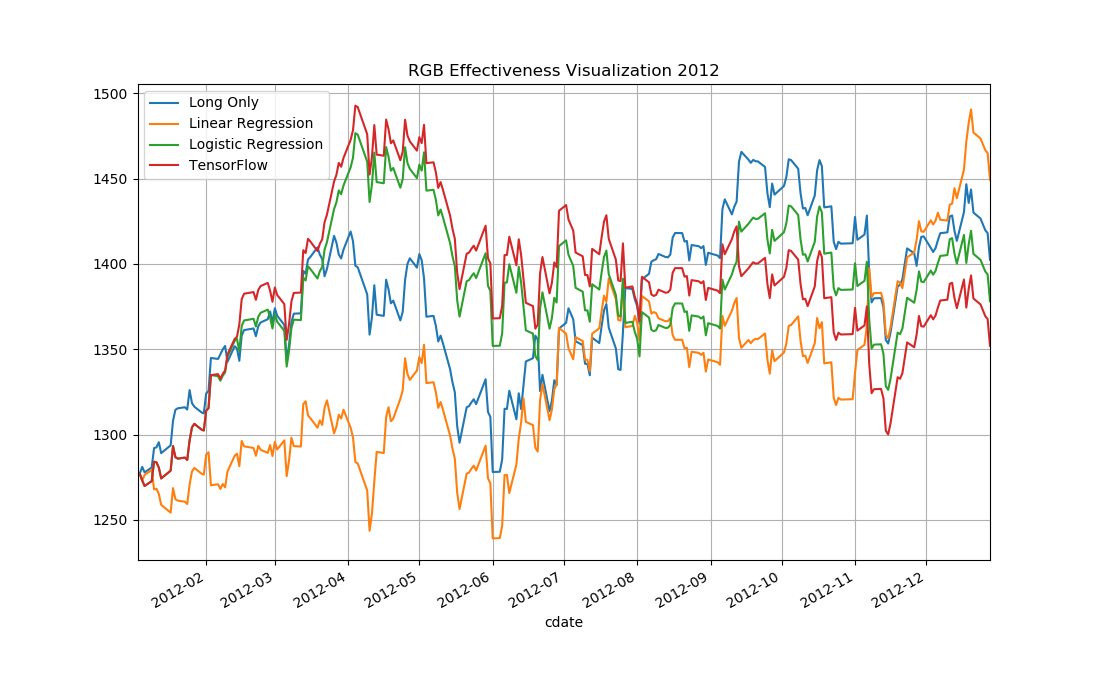 RGB Effectiveness Visualization 2012
Long Only
Linear Regression
Logistic Regression
TensorFlow
1500
1450
1400
1350
1300
1250
2012-02
2012-03
2012-04
2012-05
2012-06
2012-07
2012-08
2012-09
2012-10
2012-11
2012-12
cdate